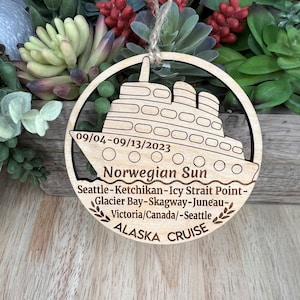 09/04-09/13/2023
Norwegian Sun
Seattle-Ketchikan-Icy Strait Point-
Glacier Bay-Skagway-Juneau-
Victoria/Canada/-Seattle
ALASKA CRUISE